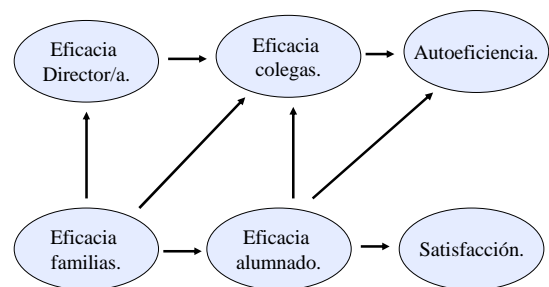 Eficacia
Director/a.
Eficacia
colegas.
Autoeficiencia.
Eficacia
familias.
Eficacia
alumnado.
Satisfacción.